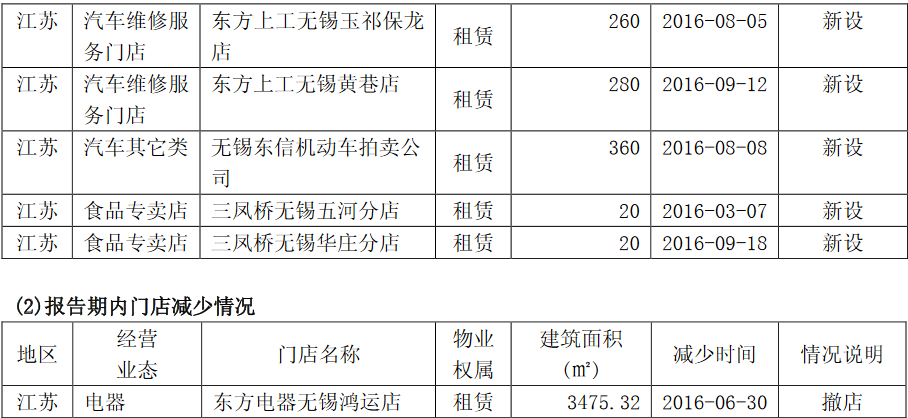 江苏 汽车维修服务门店 东方上工无锡玉祁保龙店 租赁 260 2016-08-05 新设
江苏 汽车维修服务门店 东方上工无锡黄巷店 租赁 280 2016-09-12 新设
江苏 汽车其它类 无锡东信机动车拍卖公司 租赁 360 2016-08-08 新设
江苏 食品专卖店 三凤桥无锡五河分店 租赁 20 2016-03-07 新设
江苏 食品专卖店 三凤桥无锡华庄分店 租赁 20 2016-09-18 新设
(2)报告期内门店减少情况
地区 经营业态 门店名称 物业权属 建筑面积(㎡) 减少时间 情况说明
江苏 电器 东方电器无锡鸿运店 租赁 3475.32 2016-06-30 撤店